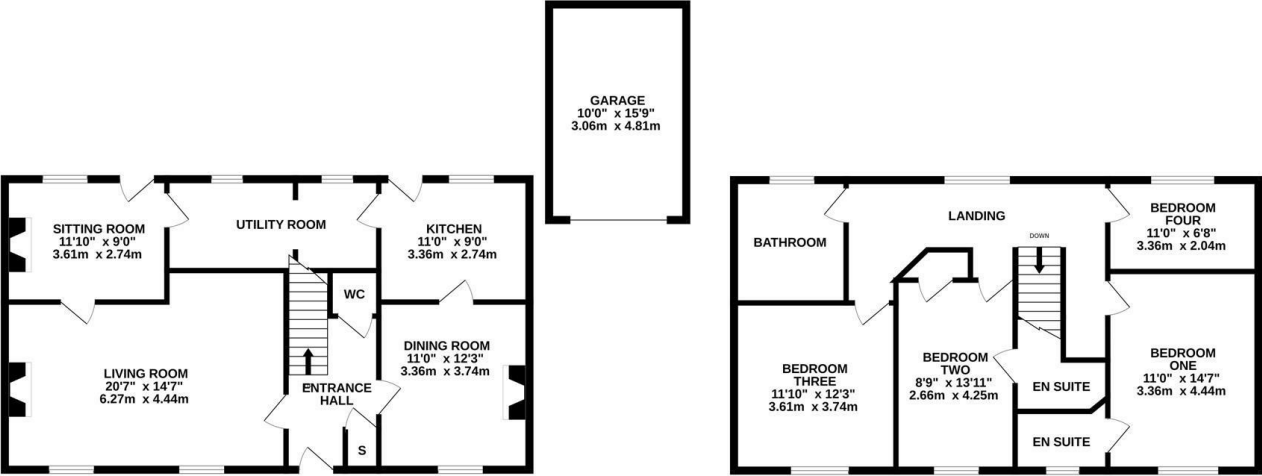 GARAGE
10'0" x 15'9"
3.06m x 4.81m
SITTING ROOM
11'10" x 9'0"
3.61m x 2.74m
UTILITY ROOM
KITCHEN
11'0" x 9'0"
3.36m x 2.74m
WC
LIVING ROOM
20'7" x 14'7"
6.27m x 4.44m
ENTRANCE
HALL
DINING ROOM
11'0" x 12'3"
3.36m x 3.74m
S
BATHROOM
LANDING
DOWN
BEDROOM
FOUR
11'0" x 6'8"
3.36m x 2.04m
BEDROOM
THREE
11'10" x 12'3"
3.61m x 3.74m
BEDROOM
TWO
8'9" x 13'11"
2.66m x 4.25m
EN SUITE
EN SUITE
BEDROOM
ONE
11'0" x 14'7"
3.36m x 4.44m